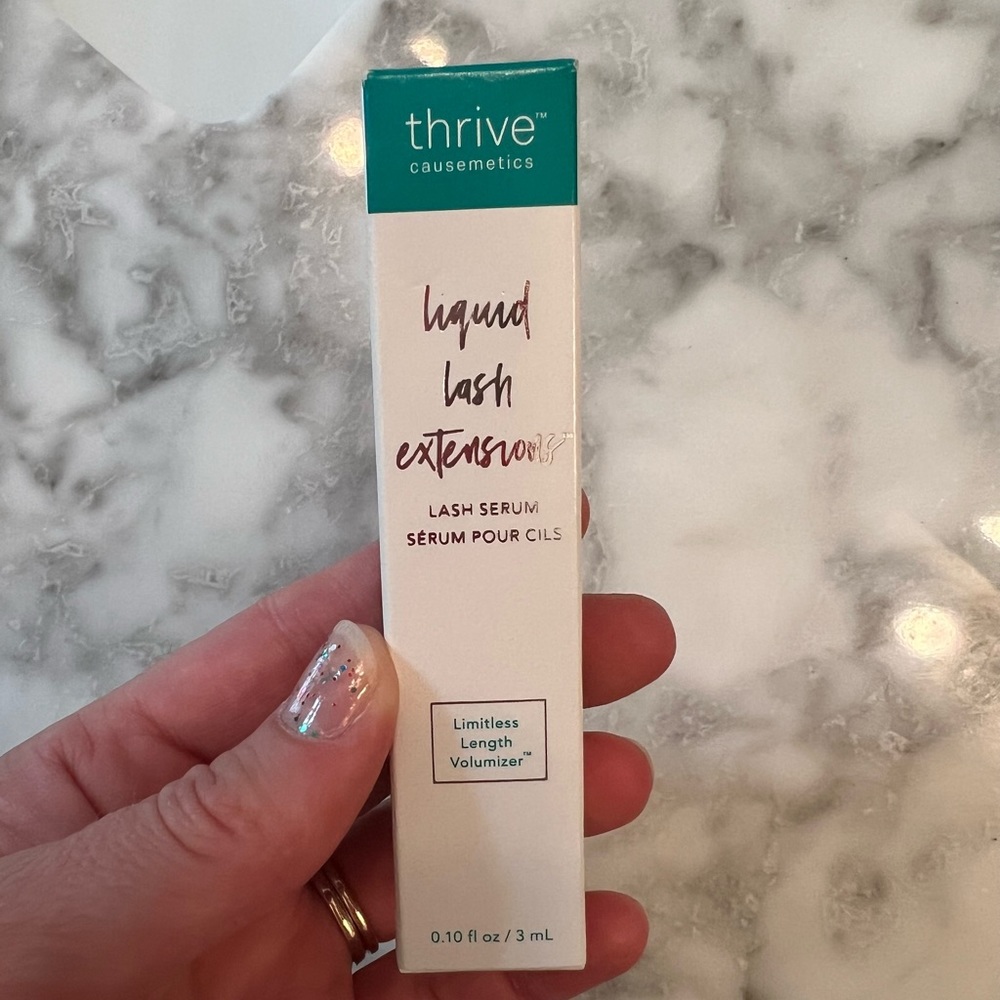 thrive™
causemetics
liquid
lash
extensions™
LASH SERUM
SÉRUM POUR CILS
Limitless
Length
Volumizer™
0.10 fl oz / 3 mL